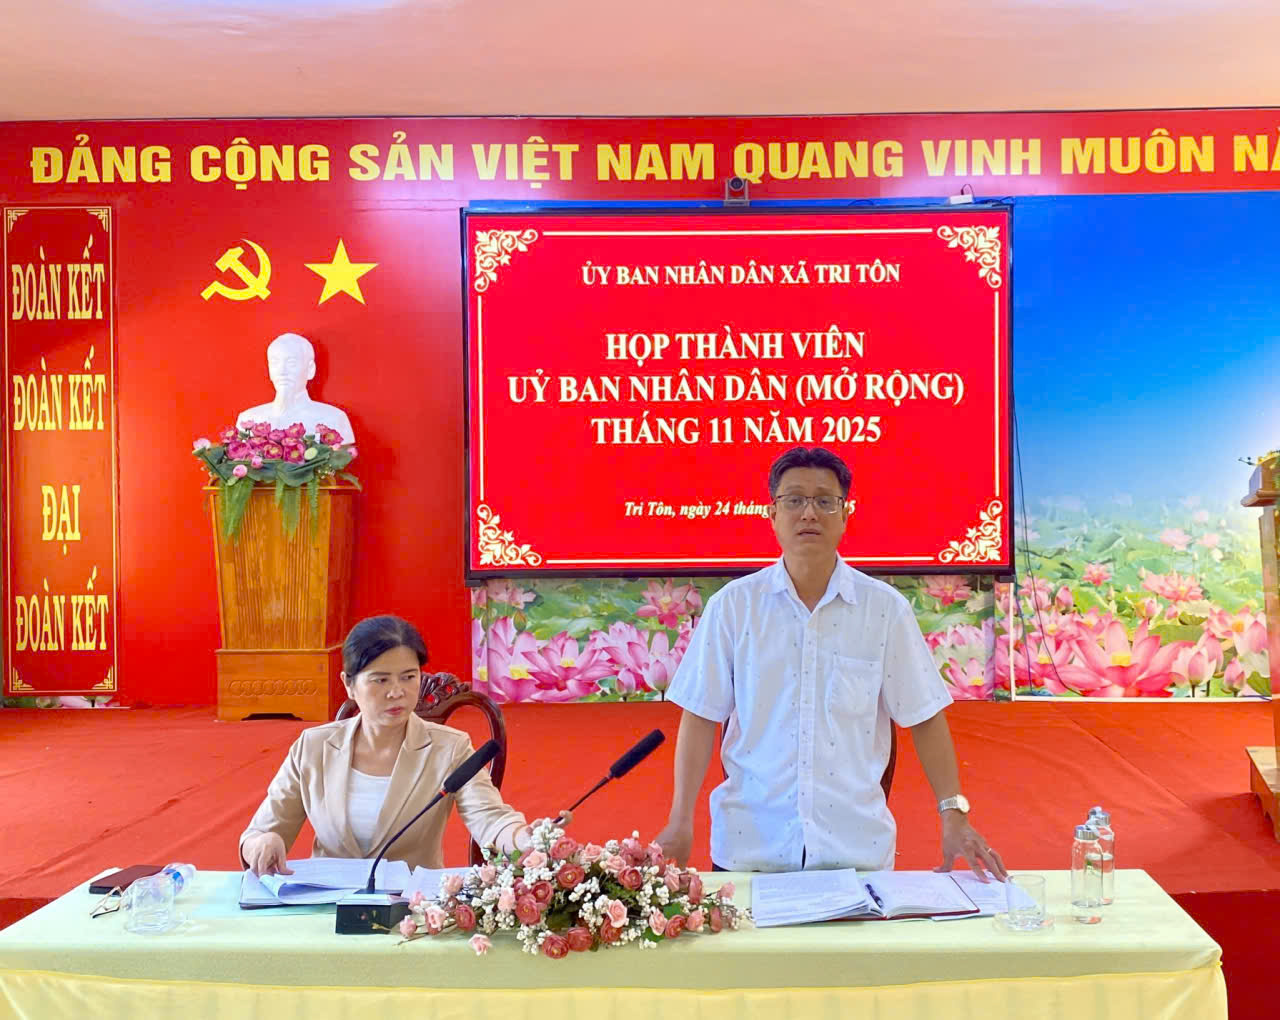 ĐẢNG CỘNG SẢN VIỆT NAM QUANG VINH MUÔN NĂ
ĐOÀN KẾT
ĐOÀN KẾT
ĐẠI
ĐOÀN KẾT
ỦY BAN NHÂN DÂN XÃ TRI TÔN
HỌP THÀNH VIÊN
UỶ BAN NHÂN DÂN (MỞ RỘNG)
THÁNG 11 NĂM 2025
Tri Tôn, ngày 24 tháng